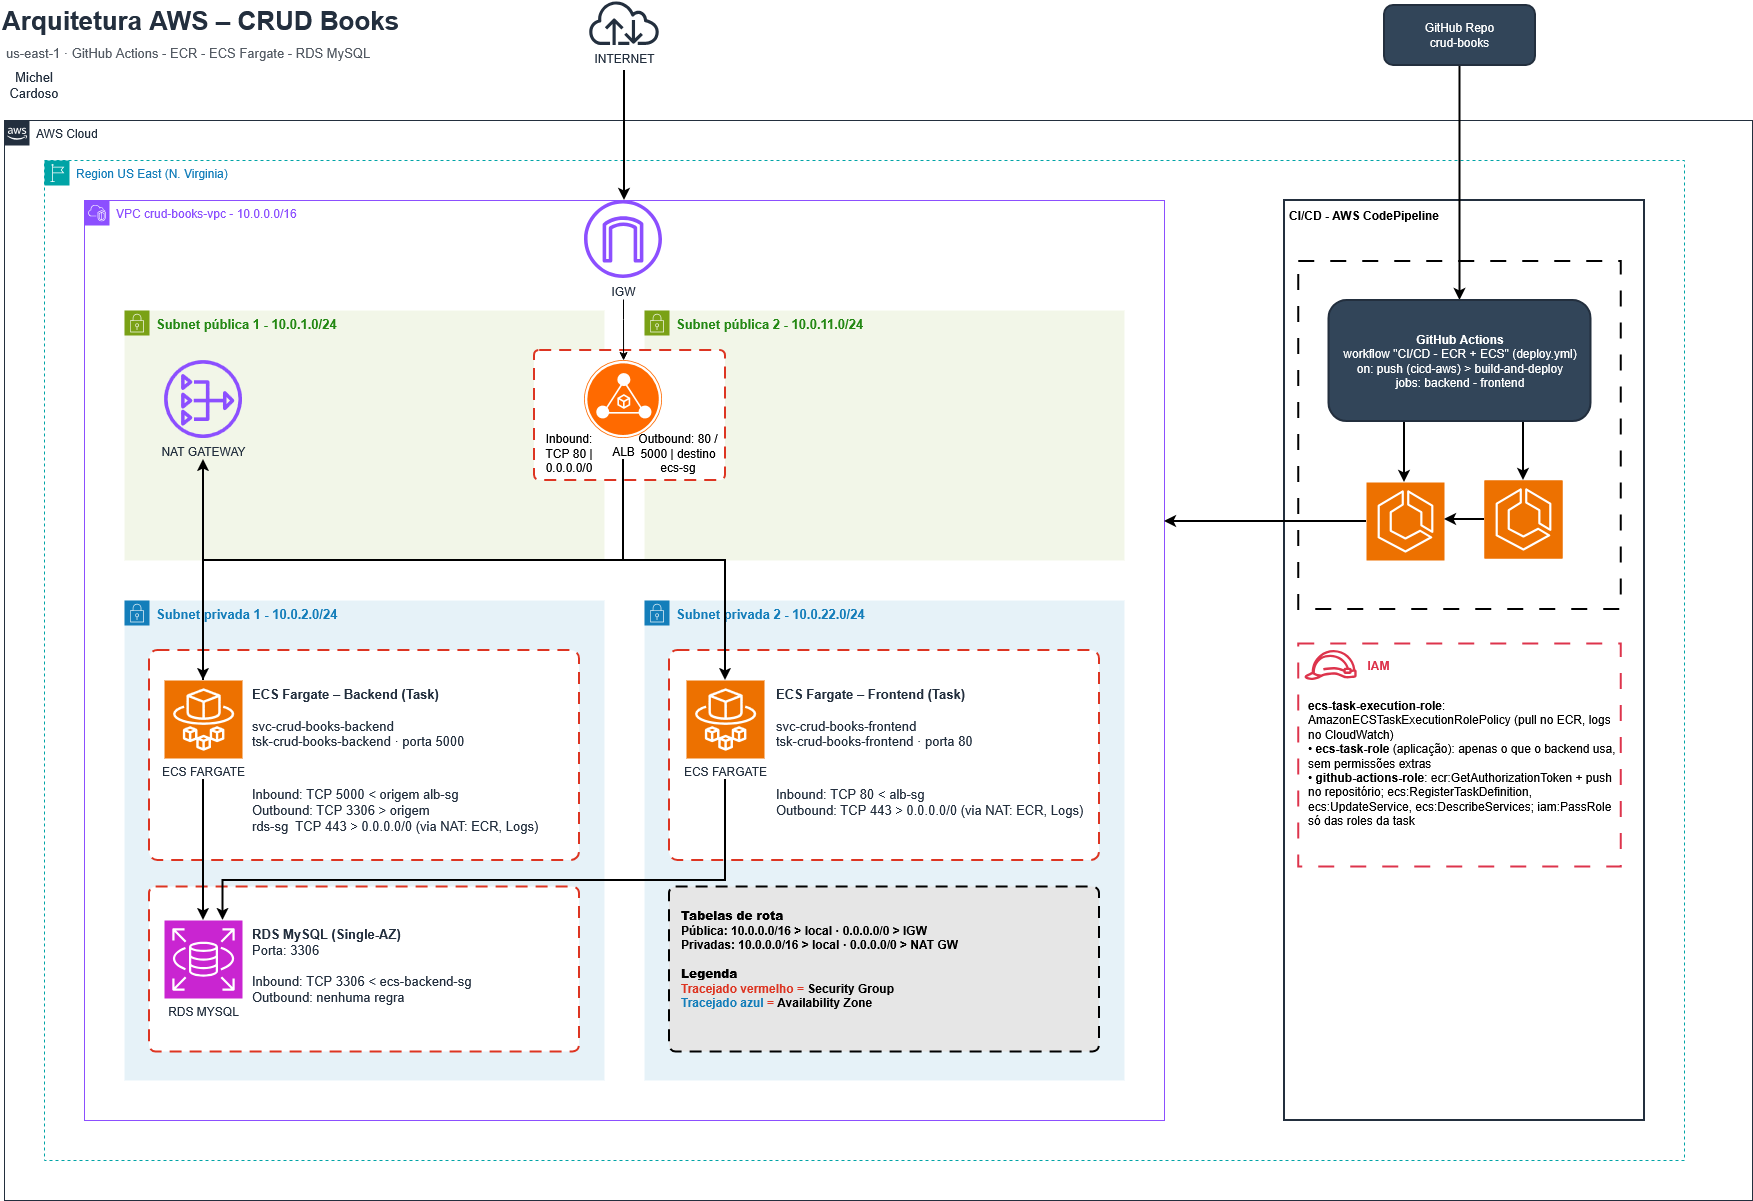 Arquitetura AWS – CRUD Books
us-east-1 · GitHub Actions - ECR - ECS Fargate - RDS MySQL
Michel
Cardoso
INTERNET
GitHub Repo
crud-books
aws
AWS Cloud
Region US East (N. Virginia)
VPC crud-books-vpc - 10.0.0.0/16
IGW
Subnet pública 1 - 10.0.1.0/24
NAT GATEWAY
Subnet pública 2 - 10.0.11.0/24
Inbound:
TCP 80 |
0.0.0.0/0
ALB
Outbound: 80 /
5000 | destino
ecs-sg
Subnet privada 1 - 10.0.2.0/24
ECS Fargate – Backend (Task)
svc-crud-books-backend
tsk-crud-books-backend · porta 5000
ECS FARGATE
Inbound: TCP 5000 < origem alb-sg
Outbound: TCP 3306 > origem
rds-sg  TCP 443 > 0.0.0.0/0 (via NAT: ECR, Logs)
RDS MySQL (Single-AZ)
Porta: 3306
Inbound: TCP 3306 < ecs-backend-sg
Outbound: nenhuma regra
RDS MYSQL
Subnet privada 2 - 10.0.22.0/24
ECS Fargate – Frontend (Task)
svc-crud-books-frontend
tsk-crud-books-frontend · porta 80
ECS FARGATE
Inbound: TCP 80 < alb-sg
Outbound: TCP 443 > 0.0.0.0/0 (via NAT: ECR, Logs)
Tabelas de rota
Pública: 10.0.0.0/16 > local · 0.0.0.0/0 > IGW
Privadas: 10.0.0.0/16 > local · 0.0.0.0/0 > NAT GW
Legenda
Tracejado vermelho = Security Group
Tracejado azul = Availability Zone
CI/CD - AWS CodePipeline
GitHub Actions
workflow "CI/CD - ECR + ECS" (deploy.yml)
on: push (cicd-aws) > build-and-deploy
jobs: backend - frontend
IAM
ecs-task-execution-role:
AmazonECSTaskExecutionRolePolicy (pull no ECR, logs
no CloudWatch)
• ecs-task-role (aplicação): apenas o que o backend usa,
sem permissões extras
• github-actions-role: ecr:GetAuthorizationToken + push
no repositório; ecs:RegisterTaskDefinition,
ecs:UpdateService, ecs:DescribeServices; iam:PassRole
só das roles da task